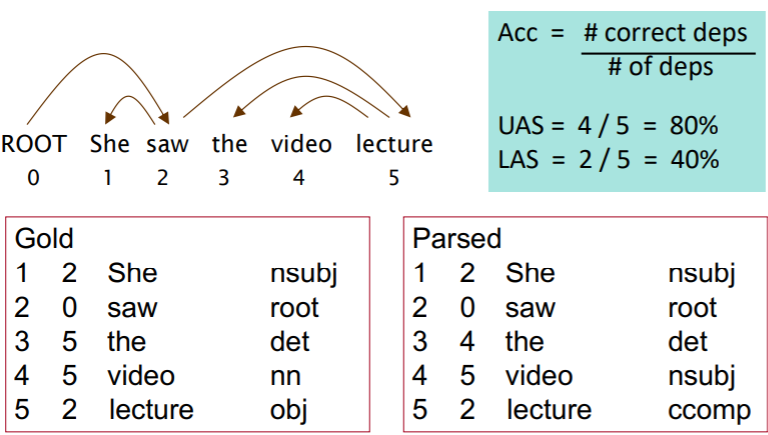 Acc = # correct deps
# of deps
UAS = 4 / 5 = 80%
LAS = 2 / 5 = 40%
ROOT She saw the video lecture
0 1 2 3 4 5
Gold
1 2 She nsubj
2 0 saw root
3 5 the det
4 5 video nn
5 2 lecture obj
Parsed
1 2 She nsubj
2 0 saw root
3 4 the det
4 5 video nsubj
5 2 lecture ccomp